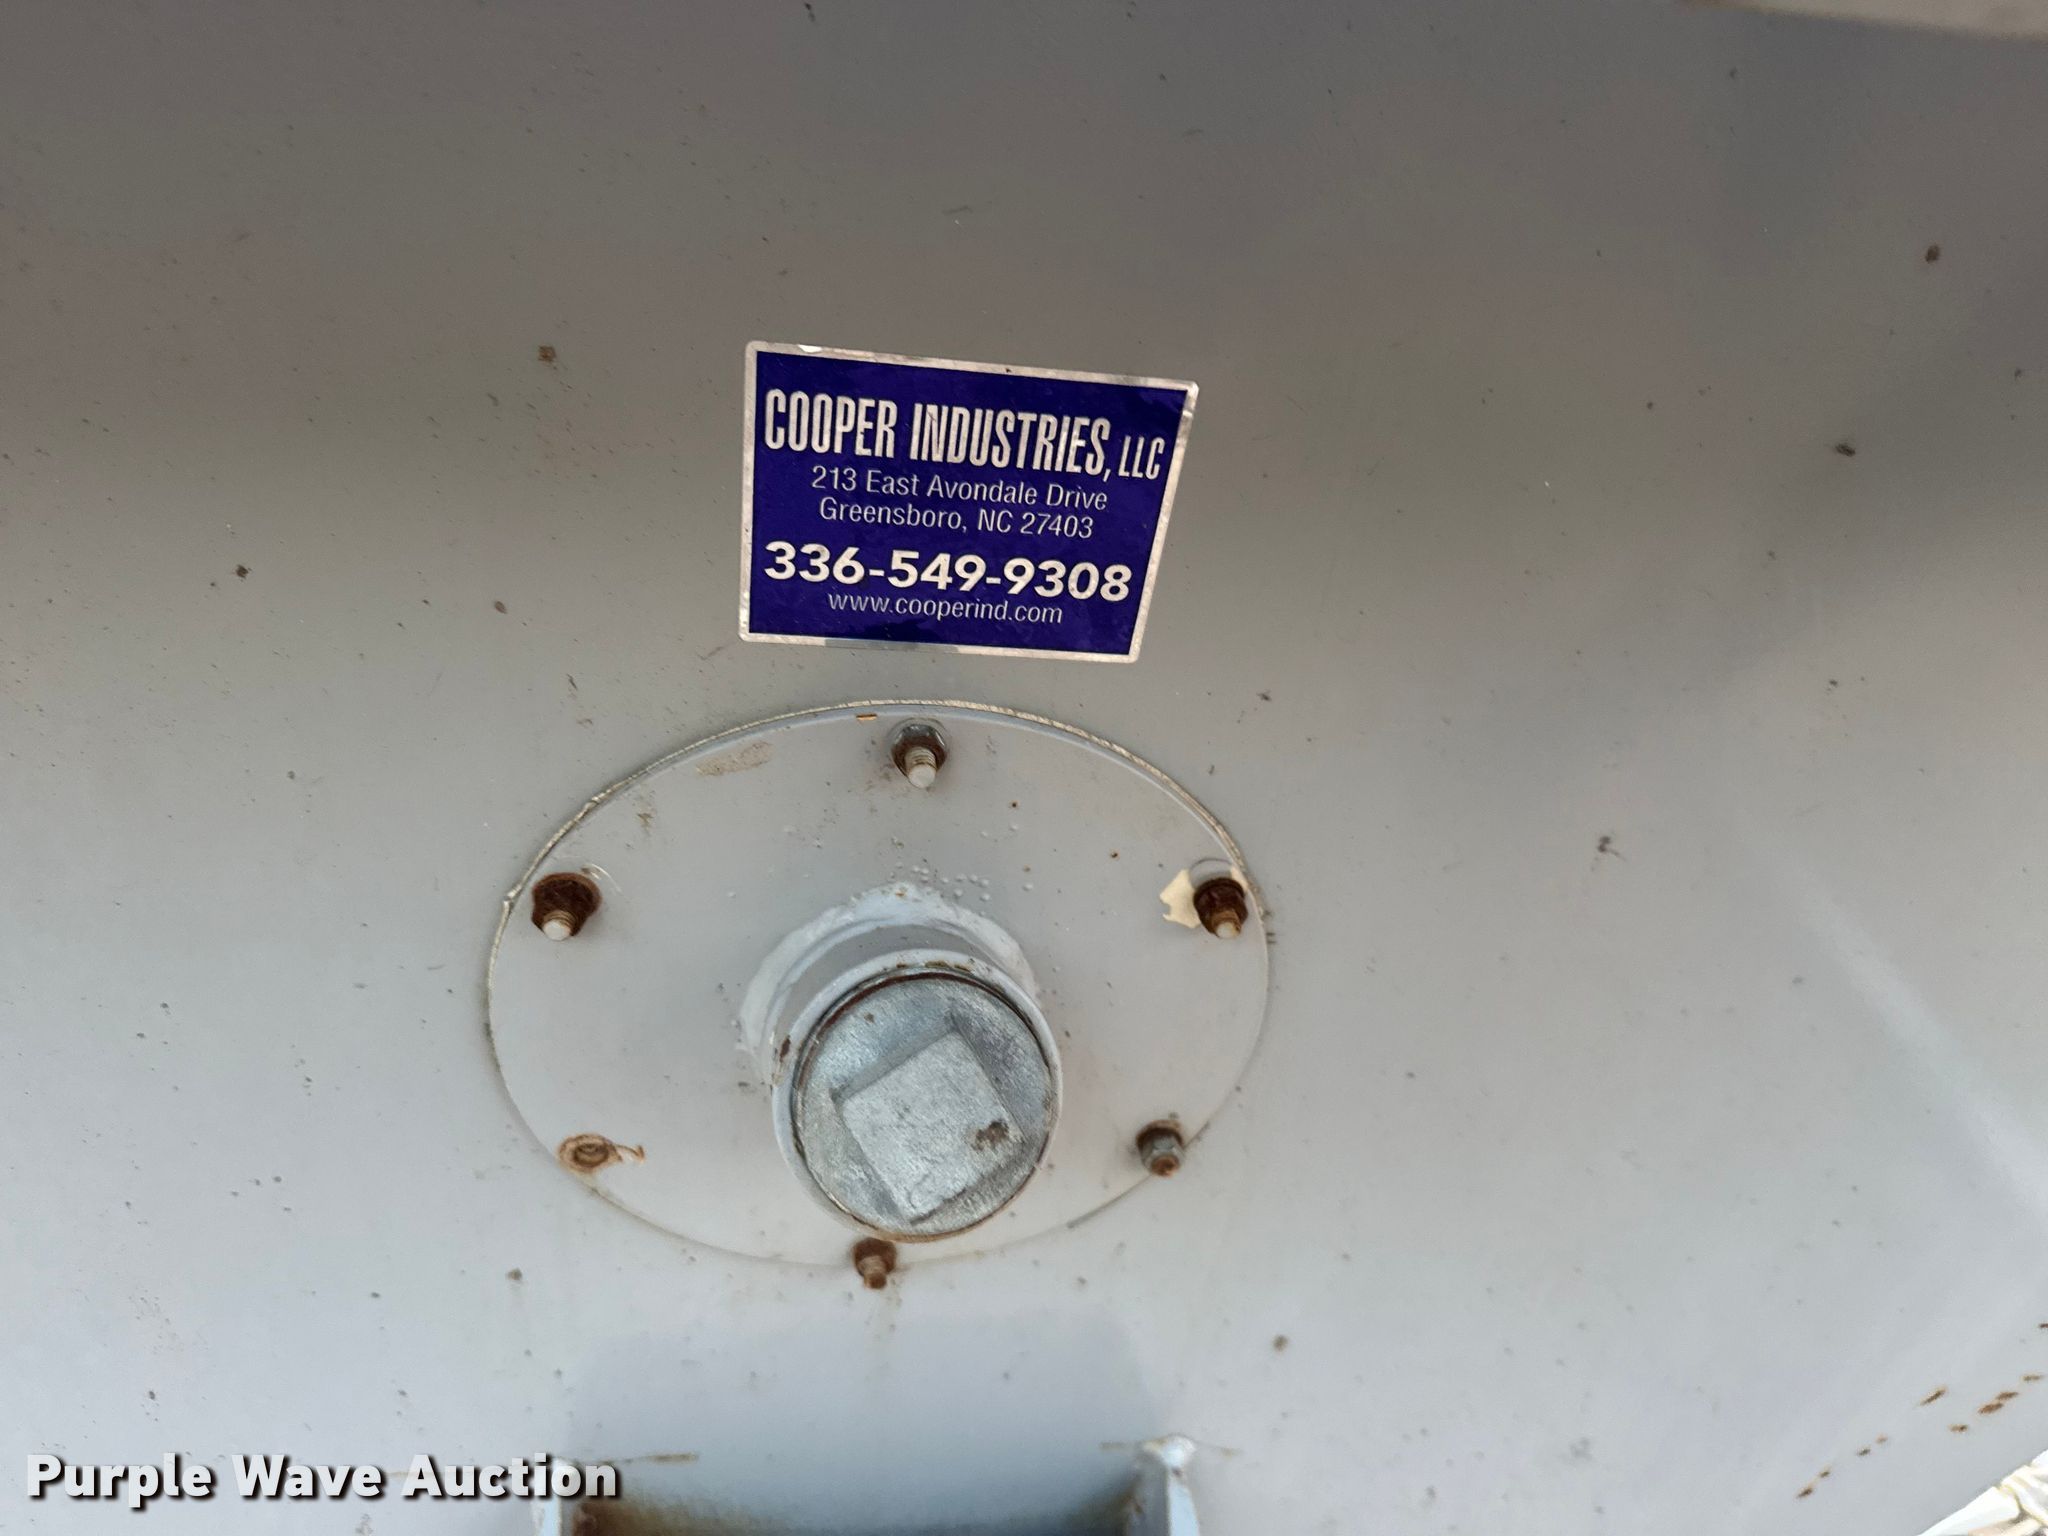 COOPER INDUSTRIES, LLC
213 East Avondale Drive
Greensboro, NC 27403
336-549-9308
www.cooperind.com
Purple Wave Auction